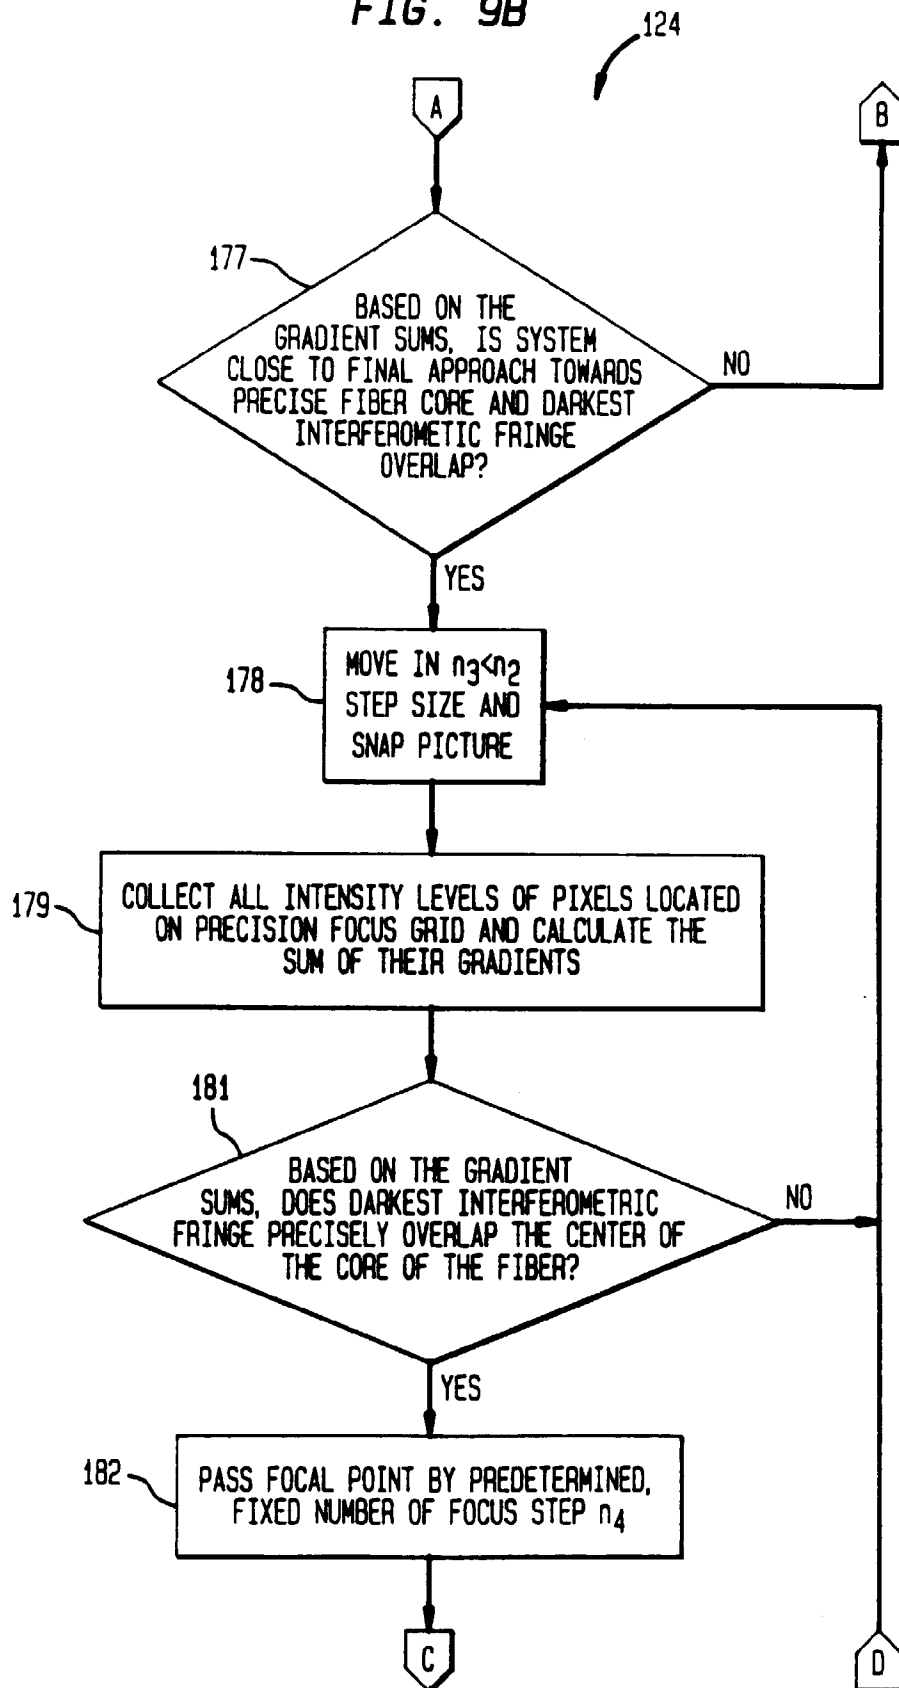 FIG. 9B
124
A
B
177
BASED ON THE
GRADIENT SUMS, IS SYSTEM
CLOSE TO FINAL APPROACH TOWARDS
PRECISE FIBER CORE AND DARKEST
INTERFEROMETIC FRINGE
OVERLAP?
NO
YES
178
MOVE IN n3<n2
STEP SIZE AND
SNAP PICTURE
179
COLLECT ALL INTENSITY LEVELS OF PIXELS LOCATED
ON PRECISION FOCUS GRID AND CALCULATE THE
SUM OF THEIR GRADIENTS
181
BASED ON THE GRADIENT
SUMS, DOES DARKEST INTERFEROMETRIC
FRINGE PRECISELY OVERLAP THE CENTER OF
THE CORE OF THE FIBER?
NO
YES
182
PASS FOCAL POINT BY PREDETERMINED,
FIXED NUMBER OF FOCUS STEP n4
C
D